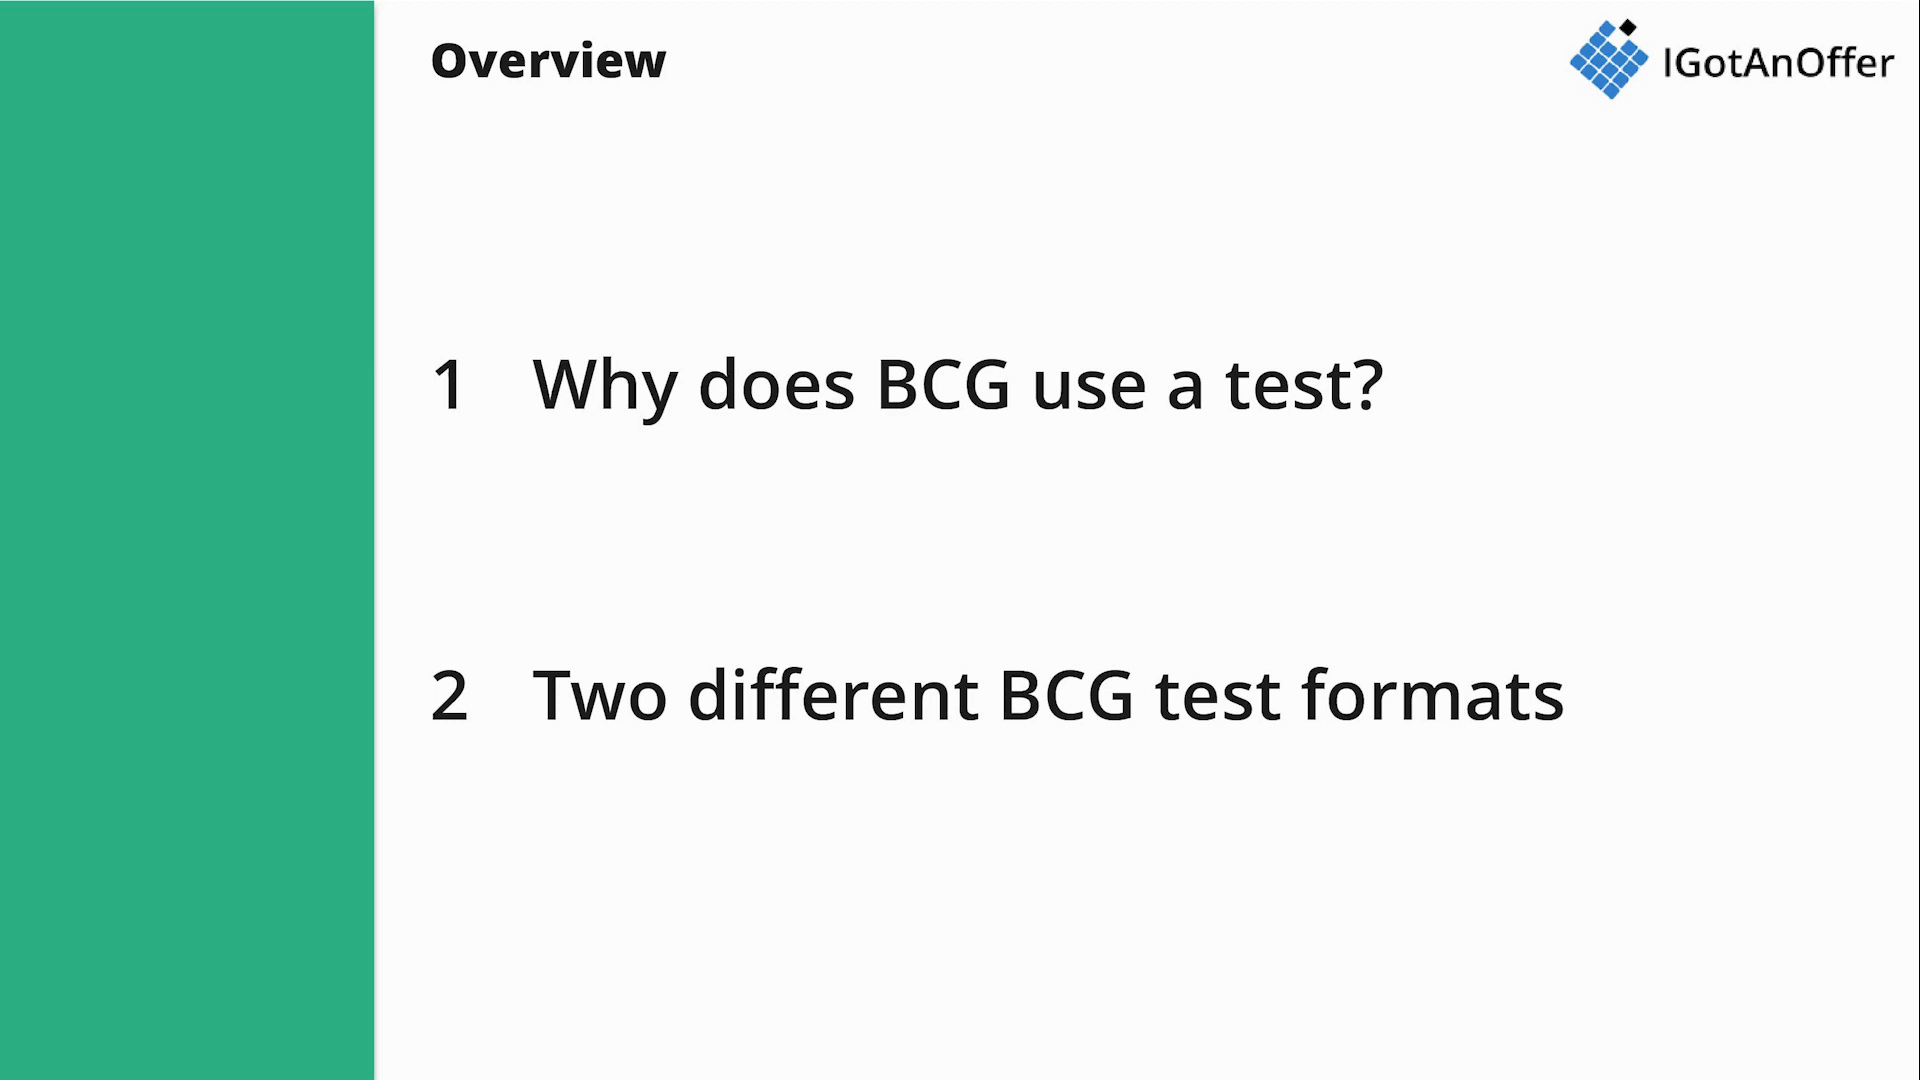 Overview
IGotAnOffer
1 Why does BCG use a test?
2 Two different BCG test formats